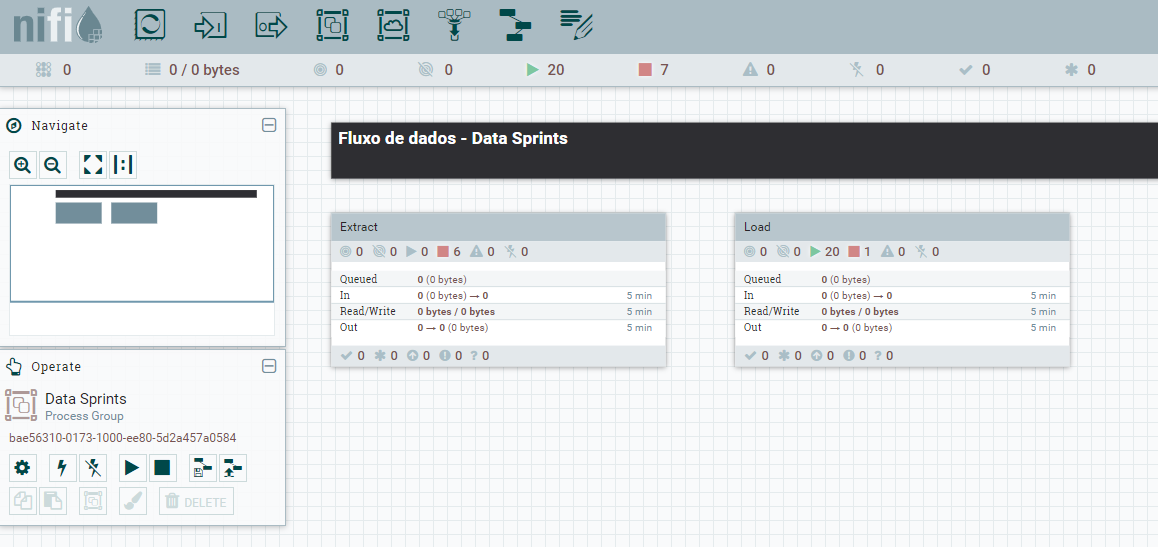 nifi
0 0 / 0 bytes 0 0 20 7 0 0 0 0
Navigate
Fluxo de dados - Data Sprints
Extract
0 0 0 6 0 0
Queued 0 (0 bytes)
In 0 (0 bytes) → 0 5 min
Read/Write 0 bytes / 0 bytes 5 min
Out 0 → 0 (0 bytes) 5 min
0 0 0 0 ? 0
Load
0 0 20 1 0 0
Queued 0 (0 bytes)
In 0 (0 bytes) → 0 5 min
Read/Write 0 bytes / 0 bytes 5 min
Out 0 → 0 (0 bytes) 5 min
0 0 0 0 ? 0
Operate
Data Sprints
Process Group
bae56310-0173-1000-ee80-5d2a457a0584
DELETE